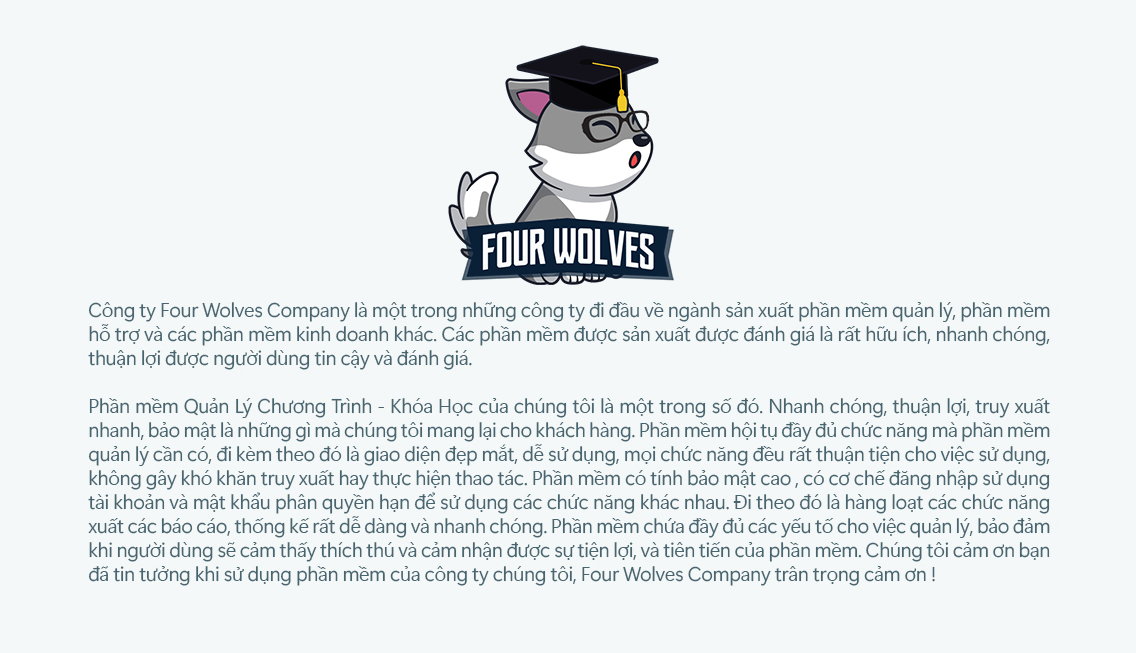 FOUR WOLVES
Công ty Four Wolves Company là một trong những công ty đi đầu về ngành sản xuất phần mềm quản lý, phần mềm
hỗ trợ và các phần mềm kinh doanh khác. Các phần mềm được sản xuất được đánh giá là rất hữu ích, nhanh chóng,
thuận lợi được người dùng tin cậy và đánh giá.
Phần mềm Quản Lý Chương Trình - Khóa Học của chúng tôi là một trong số đó. Nhanh chóng, thuận lợi, truy xuất
nhanh, bảo mật là những gì mà chúng tôi mang lại cho khách hàng. Phần mềm hội tụ đầy đủ chức năng mà phần mềm
quản lý cần có, đi kèm theo đó là giao diện đẹp mắt, dễ sử dụng, mọi chức năng đều rất thuận tiện cho việc sử dụng,
không gây khó khăn truy xuất hay thực hiện thao tác. Phần mềm có tính bảo mật cao , có cơ chế đăng nhập sử dụng
tài khoản và mật khẩu phân quyền hạn để sử dụng các chức năng khác nhau. Đi theo đó là hàng loạt các chức năng
xuất các báo cáo, thống kế rất dễ dàng và nhanh chóng. Phần mềm chứa đầy đủ các yếu tố cho việc quản lý, bảo đảm
khi người dùng sẽ cảm thấy thích thú và cảm nhận được sự tiện lợi, và tiên tiến của phần mềm. Chúng tôi cảm ơn bạn
đã tin tưởng khi sử dụng phần mềm của công ty chúng tôi, Four Wolves Company trân trọng cảm ơn !